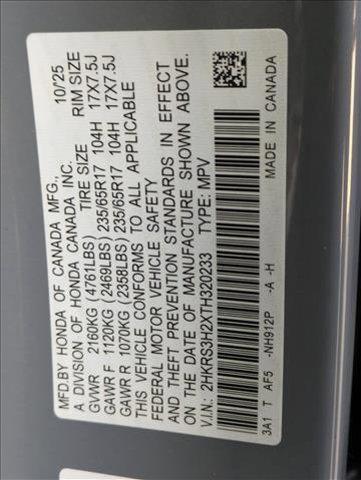 MFD.BY HONDA OF CANADA MFG., 10/25
A DIVISION OF HONDA CANADA INC.
TIRE SIZE RIM SIZE
GVWR 2160KG (4761LBS)
GAWR F 1120KG (2469LBS) 235/65R17 104H 17X7.5J
GAWR R 1070KG (2358LBS) 235/65R17 104H 17X7.5J
THIS VEHICLE CONFORMS TO ALL APPLICABLE
FEDERAL MOTOR VEHICLE SAFETY
AND THEFT PREVENTION STANDARDS IN EFFECT
ON THE DATE OF MANUFACTURE SHOWN ABOVE.
V.I.N.: 2HKRS3H2XTH320233 TYPE: MPV
3A1 T AF5 -NH912P -A -H MADE IN CANADA